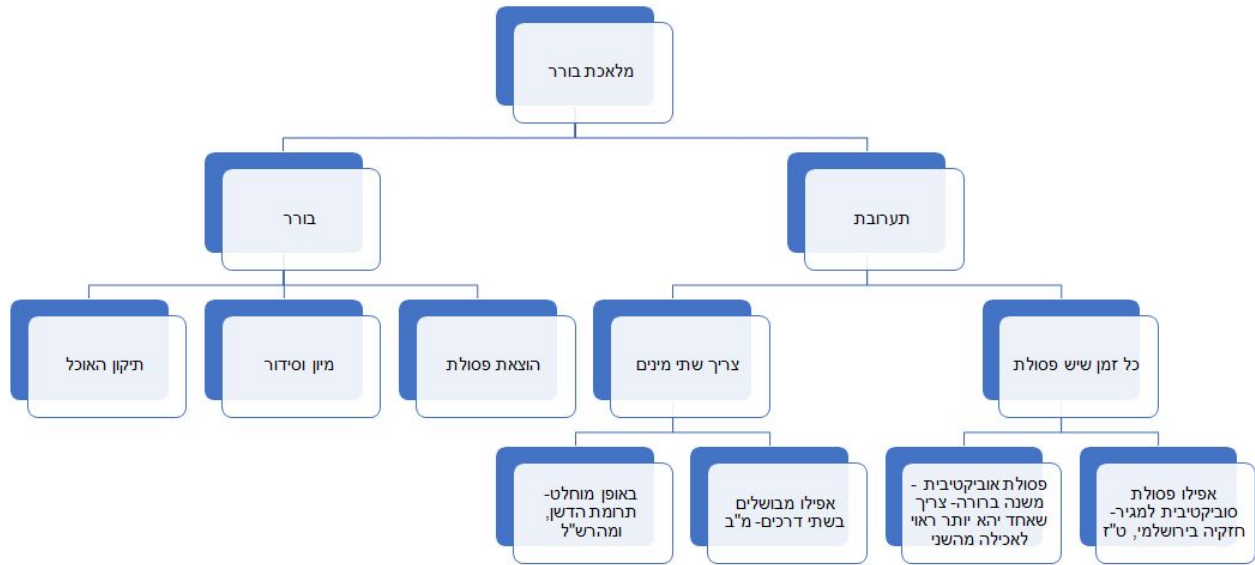 מלאכת בורר
תערובת
בורר
כל זמן שיש פסולת
צריך שתי מינים
הוצאת פסולת
מיון וסידור
תיקון האוכל
אפילו פסולת
סוביקטיבית למגיר-
חזקיה בירושלמי, ט"ז
פסולת אוביקטיבית -
משנה ברורה- צריך
שאחד יהא יותר ראוי
לאכילה מהשני
אפילו מבושלים
בשתי דרכים- מ"ב
באופן מוחלט-
תרומת הדשן,
ומהרש"ל